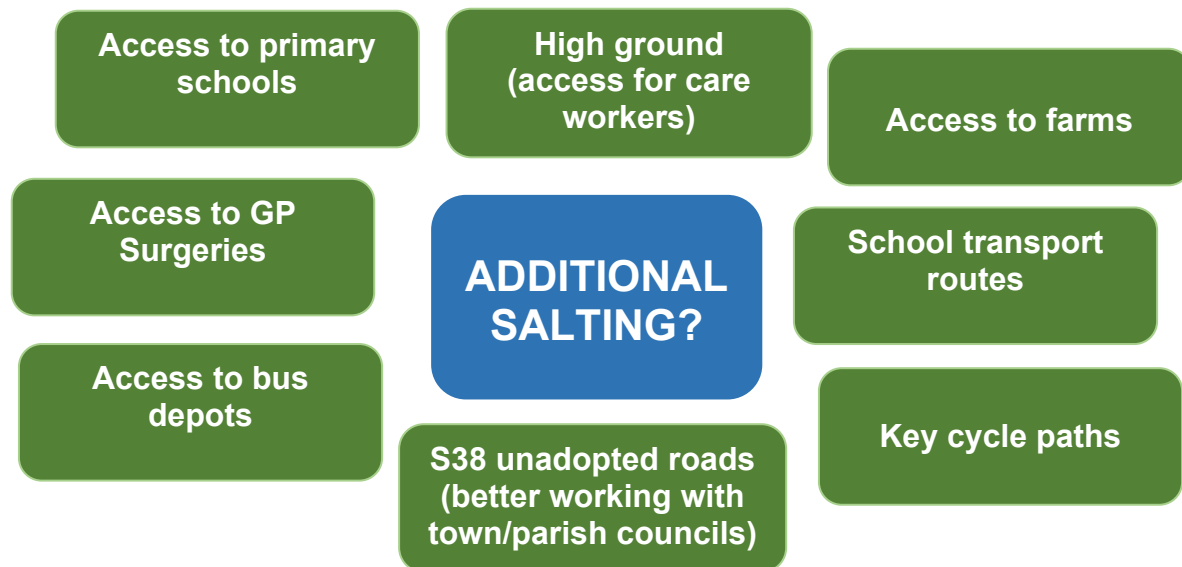 Access to primary
schools
High ground
(access for care
workers)
Access to farms
Access to GP
Surgeries
ADDITIONAL
SALTING?
School transport
routes
Access to bus
depots
S38 unadopted roads
(better working with
town/parish councils)
Key cycle paths